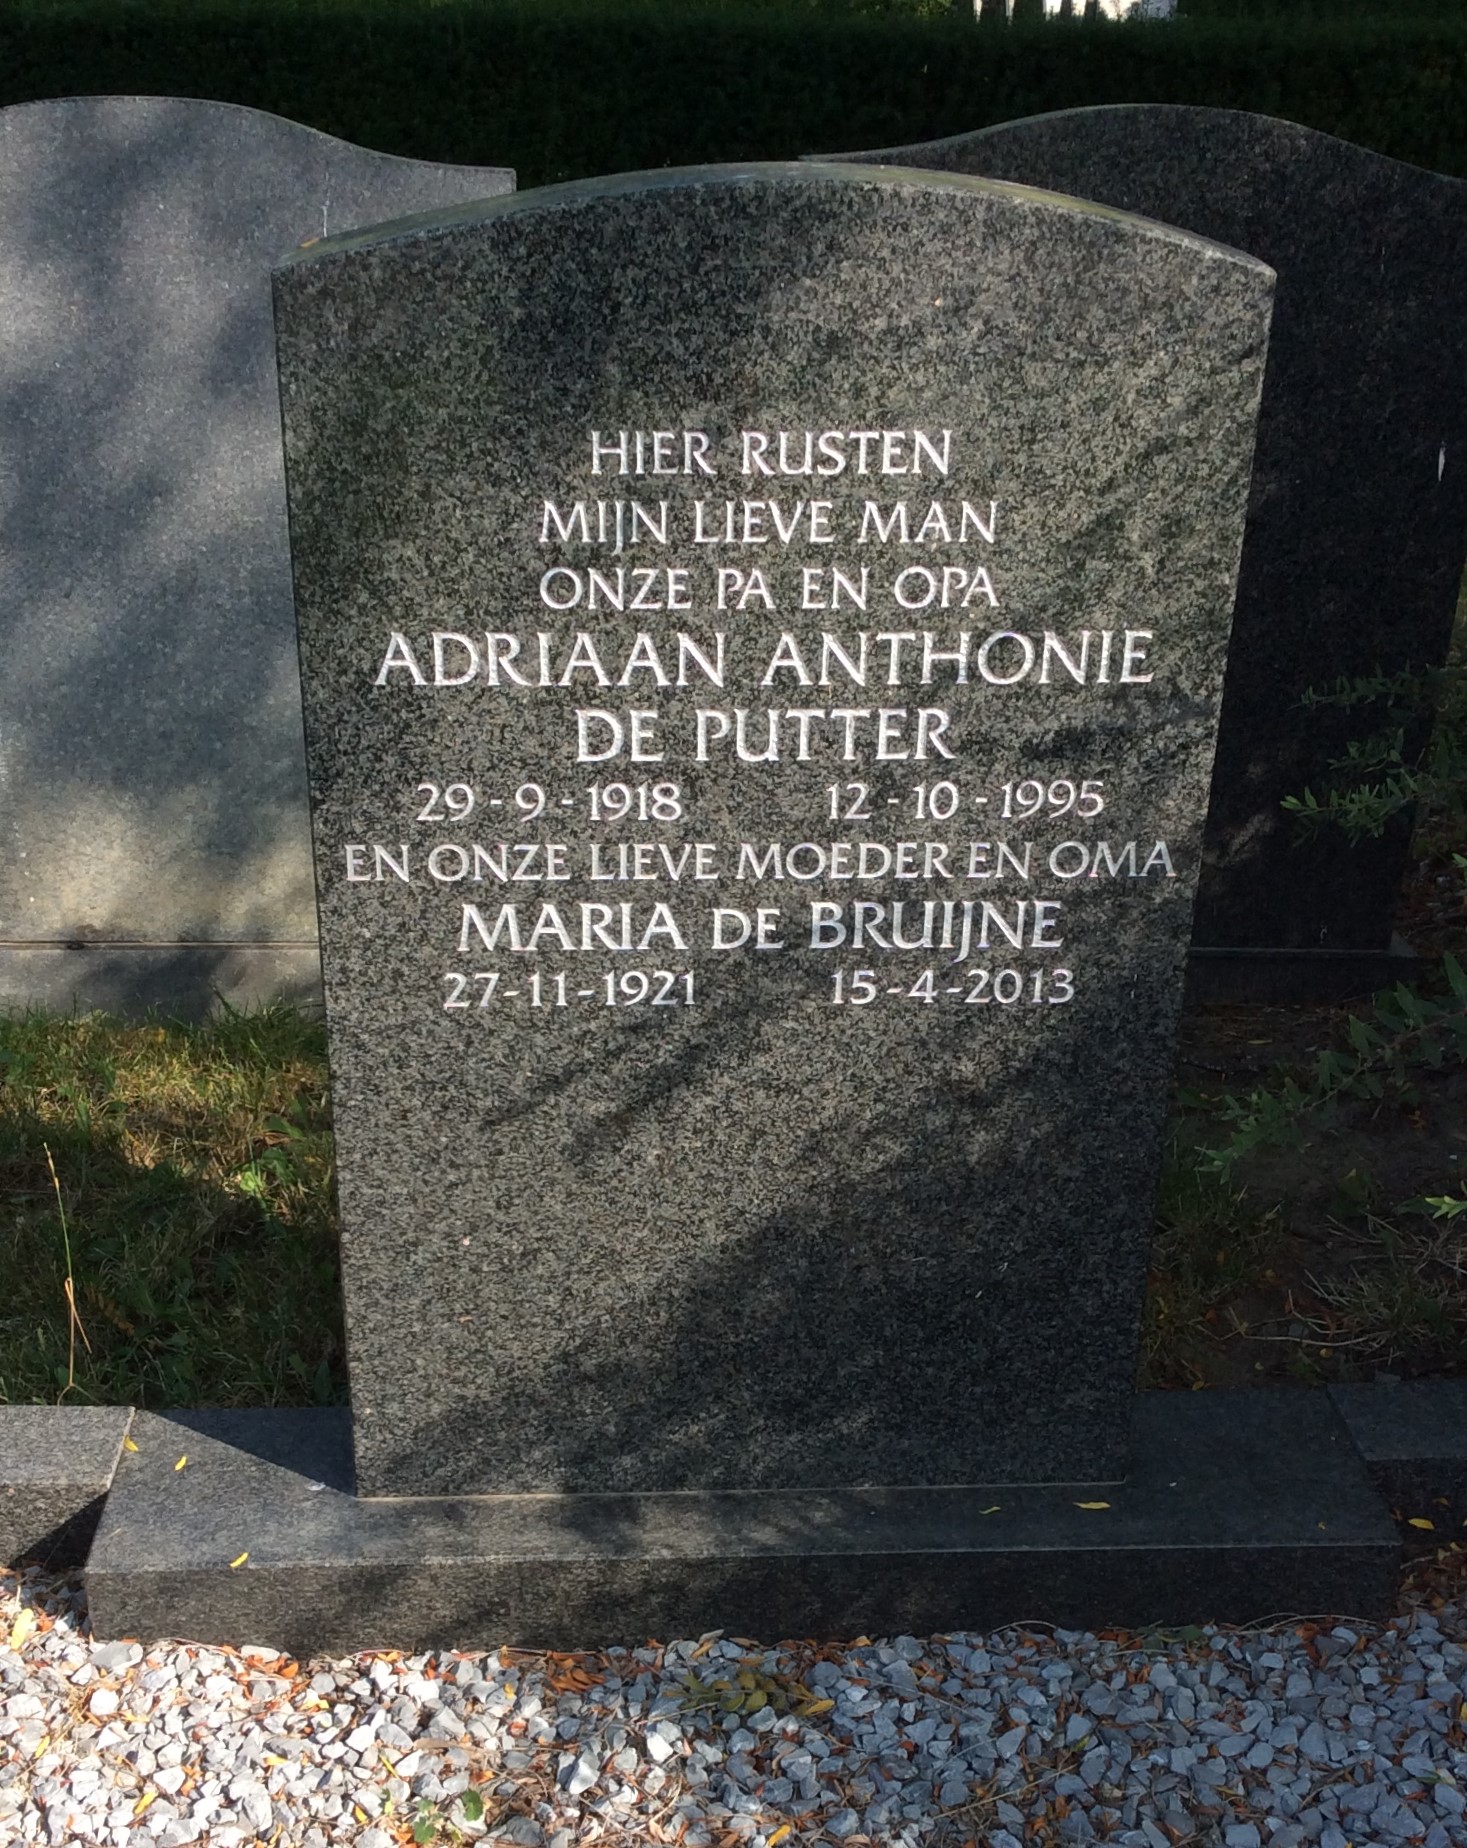 HIER RUSTEN
MIJN LIEVE MAN
ONZE PA EN OPA
ADRIAAN ANTHONIE
DE PUTTER
29-9-1918 12-10-1995
EN ONZE LIEVE MOEDER EN OMA
MARIA DE BRUIJNE
27-11-1921 15-4-2013